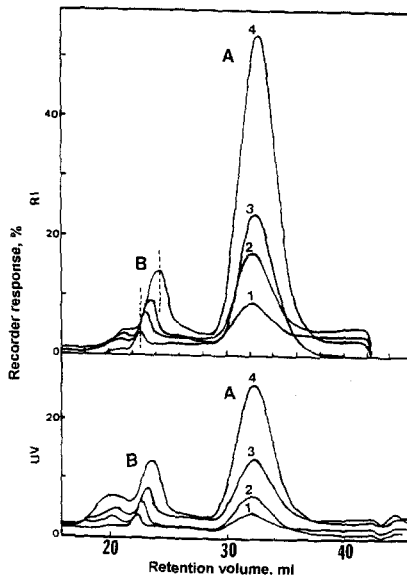 4
A
40
RI
3
20
2
B
1
0
Recorder response, %
4
A
20
UV
B
3
2
1
0
20 30 40
Retention volume, ml